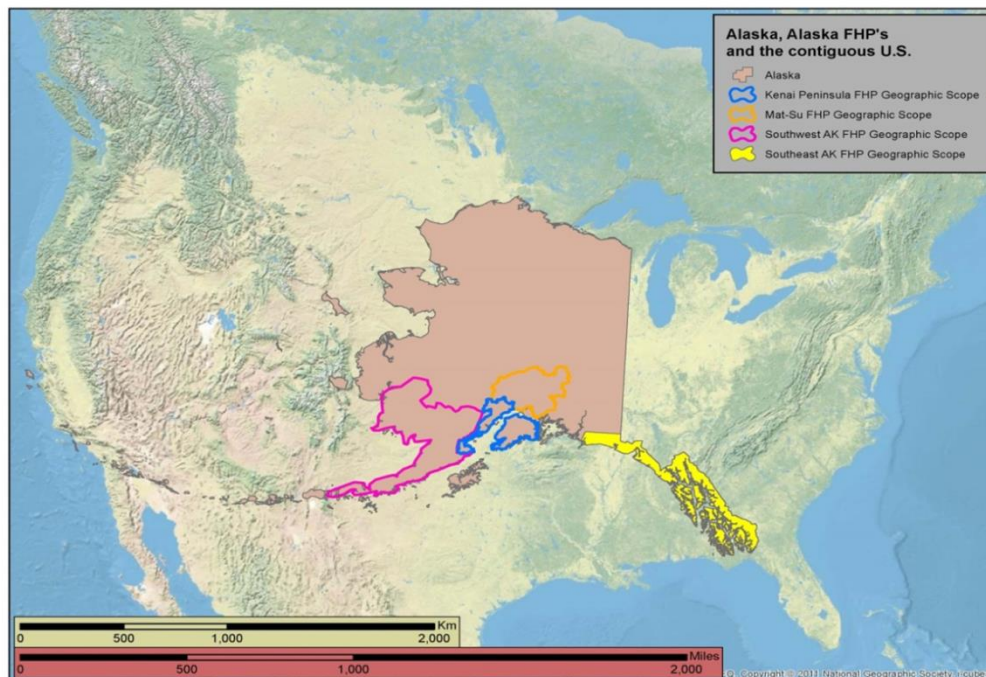 Alaska, Alaska FHP's
and the contiguous U.S.
Alaska
Kenai Peninsula FHP Geographic Scope
Mat-Su FHP Geographic Scope
Southwest AK FHP Geographic Scope
Southeast AK FHP Geographic Scope
Km
0 500 1,000 2,000
Miles
0 500 1,000 2,000
Copyright © 2011 National Geographic Society, i-cubed